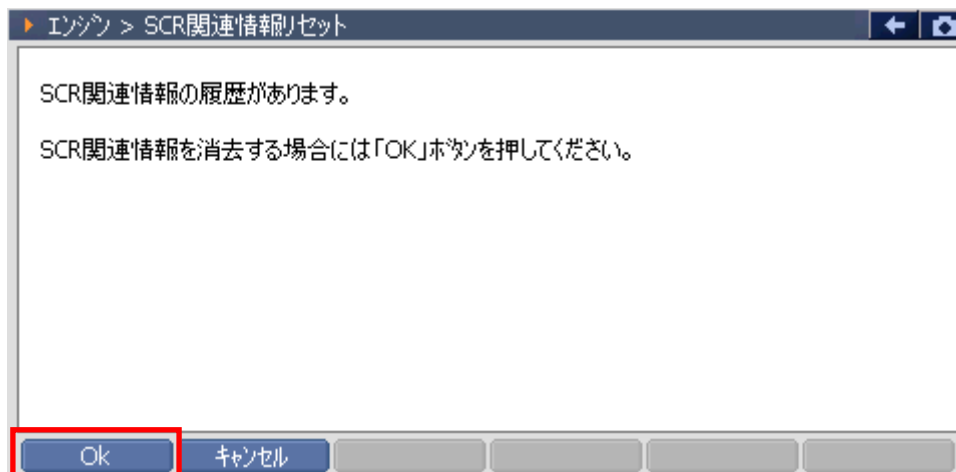 エンジン > SCR関連情報リセット
SCR関連情報の履歴があります。
SCR関連情報を消去する場合には「OK」ボタンを押してください。
Ok キャンセル